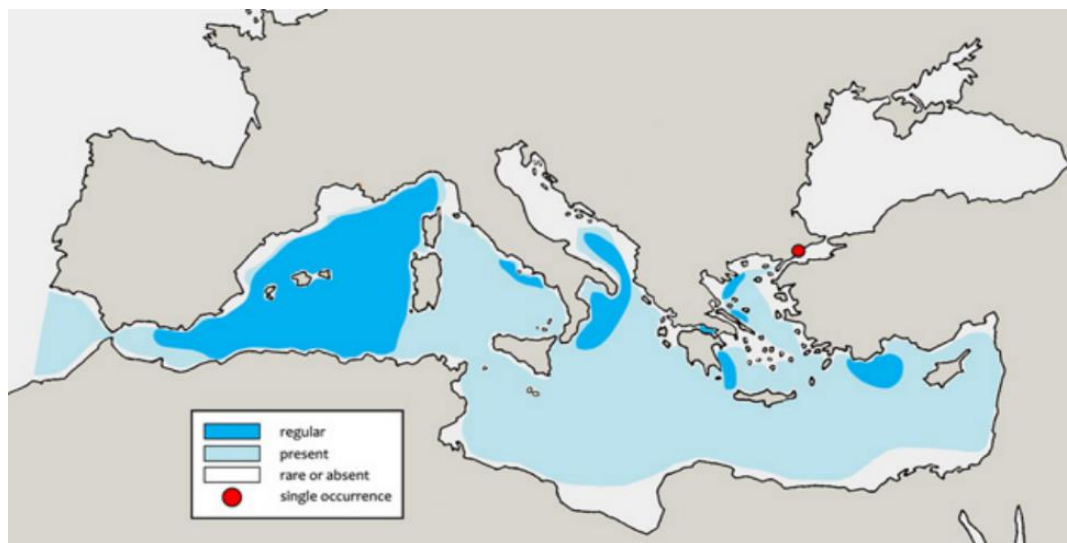 regular
present
rare or absent
single occurrence